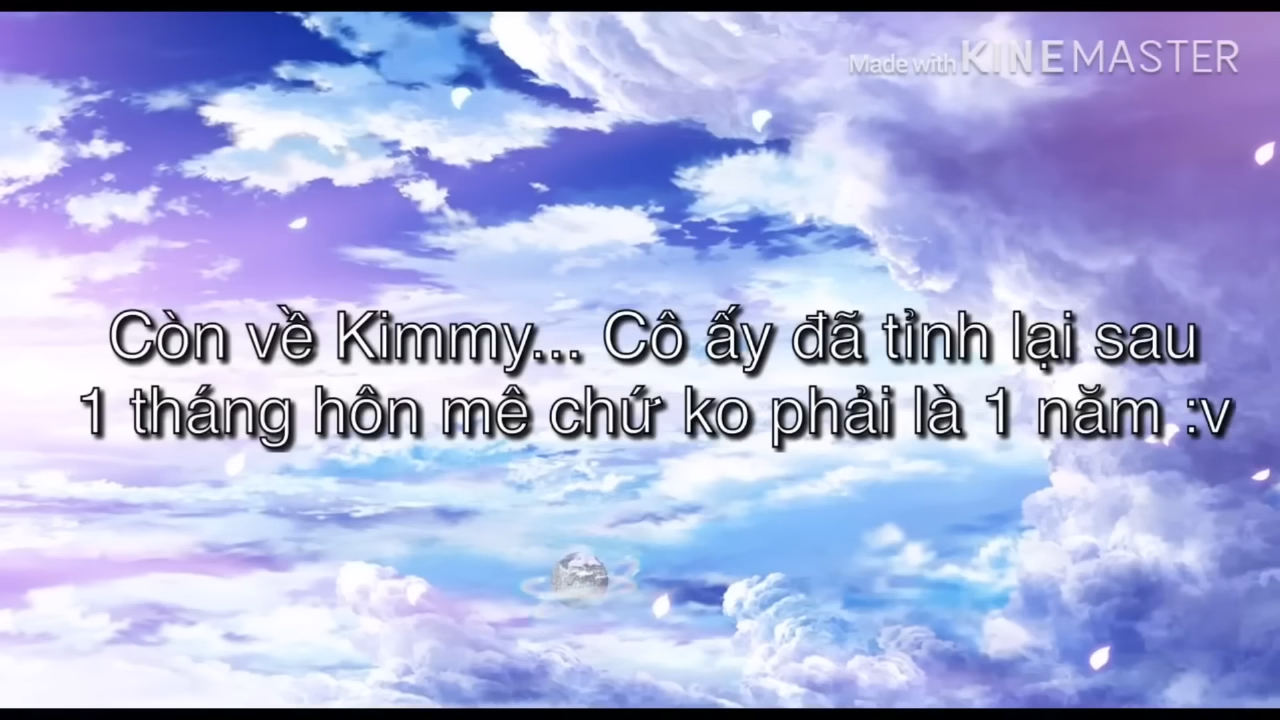 Made with KINEMASTER
Còn về Kimmy... Cô ấy đã tỉnh lại sau
1 tháng hôn mê chứ ko phải là 1 năm :v